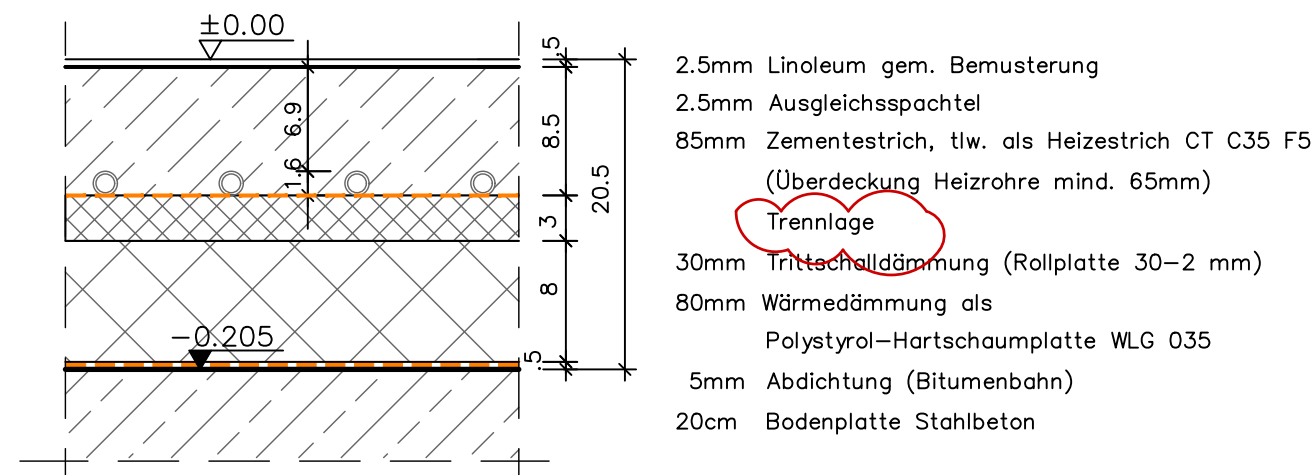 ±0.00
-0.205
6.9
1.6
.5
8.5
3
8
.5
20.5
2.5mm Linoleum gem. Bemusterung
2.5mm Ausgleichsspachtel
85mm Zementestrich, tlw. als Heizestrich CT C35 F5
(Überdeckung Heizrohre mind. 65mm)
Trennlage
30mm Trittschalldämmung (Rollplatte 30-2 mm)
80mm Wärmedämmung als
Polystyrol-Hartschaumplatte WLG 035
5mm Abdichtung (Bitumenbahn)
20cm Bodenplatte Stahlbeton